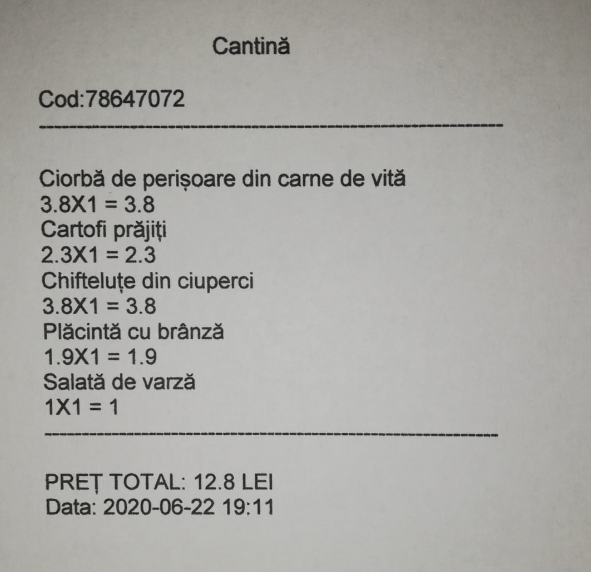 Cantină
Cod:78647072
Ciorbă de perișoare din carne de vită
3.8X1 = 3.8
Cartofi prăjiți
2.3X1 = 2.3
Chifteluțe din ciuperci
3.8X1 = 3.8
Plăcintă cu brânză
1.9X1 = 1.9
Salată de varză
1X1 = 1
PREȚ TOTAL: 12.8 LEI
Data: 2020-06-22 19:11